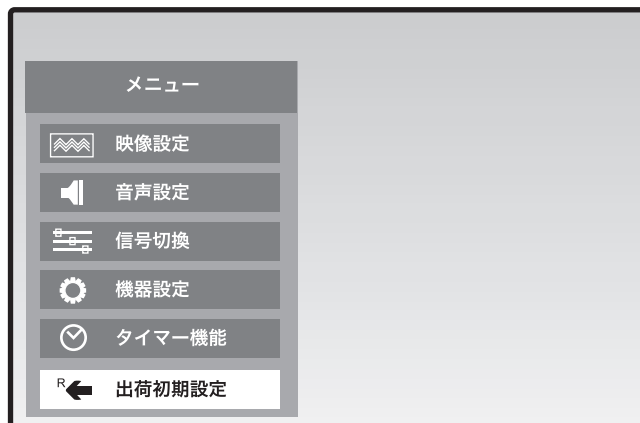 メニュー
映像設定
音声設定
信号切換
機器設定
タイマー機能
R 出荷初期設定